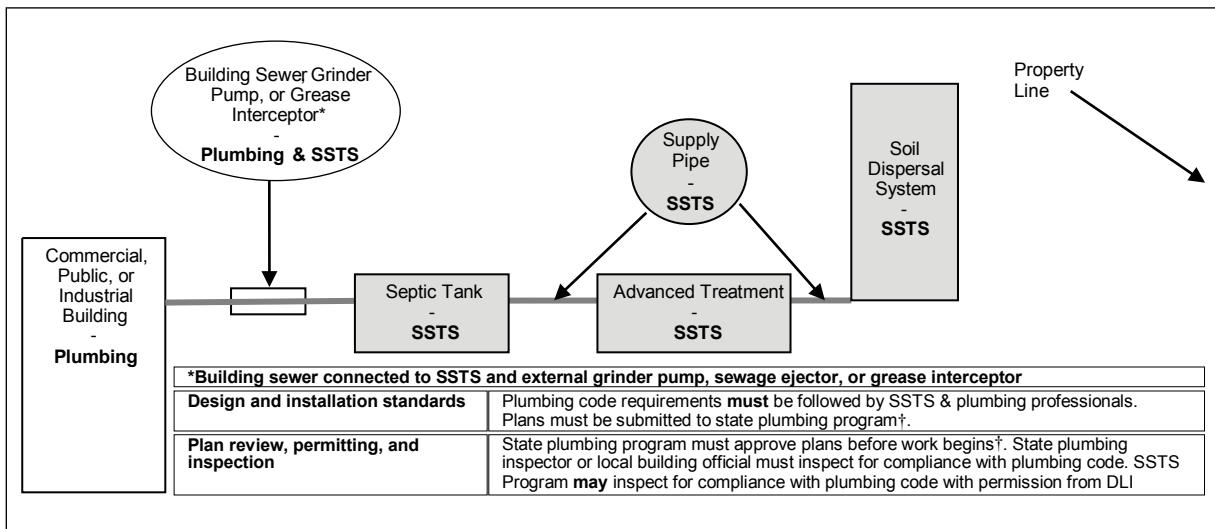 Building Sewer Grinder
Pump, or Grease
Interceptor*
-
Plumbing & SSTS
Property
Line
Supply
Pipe
-
SSTS
Soil
Dispersal
System
-
SSTS
Commercial,
Public, or
Industrial
Building
-
Plumbing
Septic Tank
-
SSTS
Advanced Treatment
-
SSTS
*Building sewer connected to SSTS and external grinder pump, sewage ejector, or grease interceptor
Design and installation standards
Plumbing code requirements must be followed by SSTS & plumbing professionals.
Plans must be submitted to state plumbing program†.
Plan review, permitting, and
inspection
State plumbing program must approve plans before work begins†. State plumbing
inspector or local building official must inspect for compliance with plumbing code. SSTS
Program may inspect for compliance with plumbing code with permission from DLI